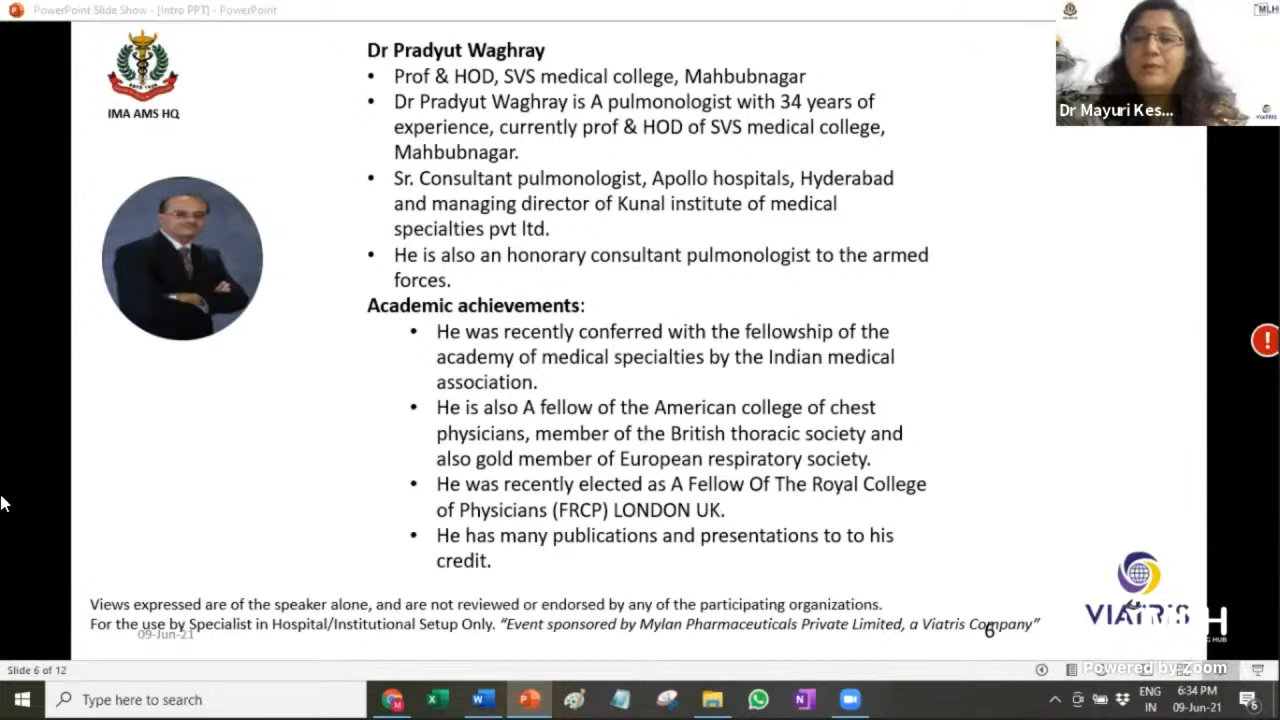 PowerPoint Slide Show - [Intro PPT] - PowerPoint
MLH
IMA AMS HQ
Dr Pradyut Waghray
• Prof & HOD, SVS medical college, Mahbubnagar
• Dr Pradyut Waghray is A pulmonologist with 34 years of
experience, currently prof & HOD of SVS medical college,
Mahbubnagar.
• Sr. Consultant pulmonologist, Apollo hospitals, Hyderabad
and managing director of Kunal institute of medical
specialties pvt ltd.
• He is also an honorary consultant pulmonologist to the armed
forces.
Academic achievements:
• He was recently conferred with the fellowship of the
academy of medical specialties by the Indian medical
association.
• He is also A fellow of the American college of chest
physicians, member of the British thoracic society and
also gold member of European respiratory society.
• He was recently elected as A Fellow Of The Royal College
of Physicians (FRCP) LONDON UK.
• He has many publications and presentations to to his
credit.
Dr Mayuri Kes...
VIATRIS
!
Views expressed are of the speaker alone, and are not reviewed or endorsed by any of the participating organizations.
For the use by Specialist in Hospital/Institutional Setup Only. “Event sponsored by Mylan Pharmaceuticals Private Limited, a Viatris Company”
09-Jun-21
6
VIATRIS
HUB
Powered by Zoom
Slide 6 of 12
Type here to search
ENG
IN
6:34 PM
09-Jun-21
6